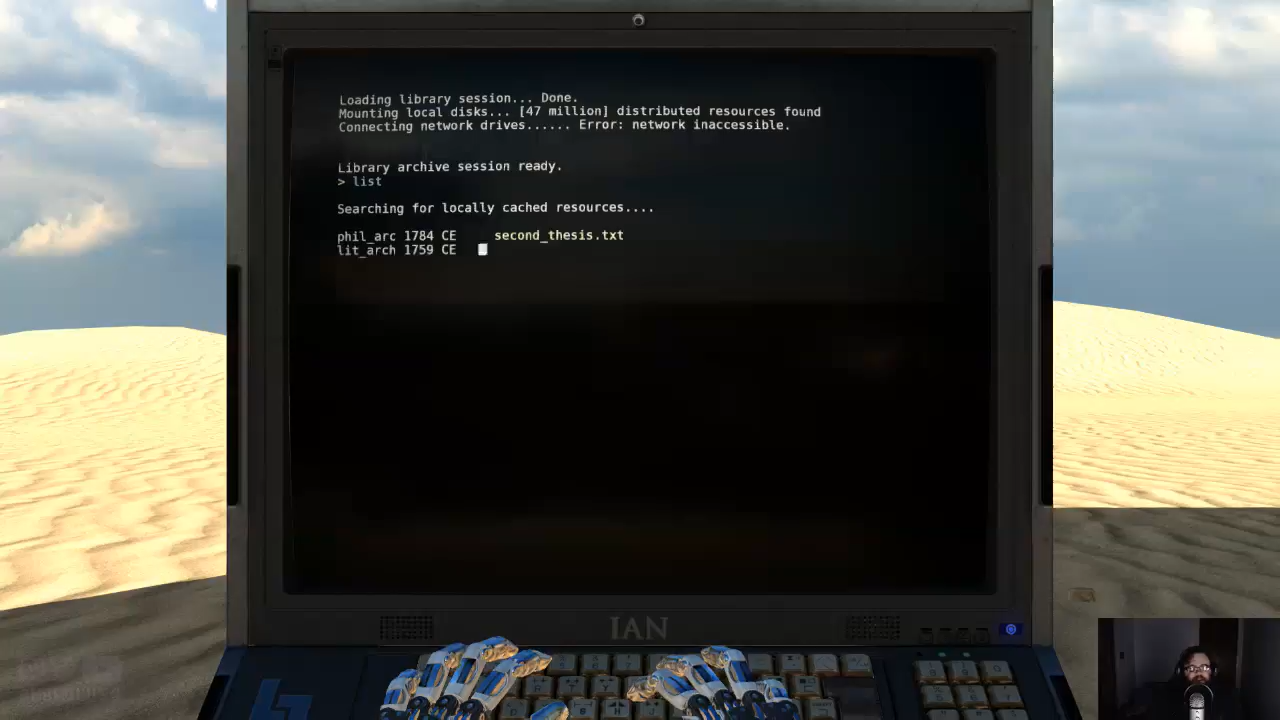 Loading library session... Done.
Mounting local disks... [47 million] distributed resources found
Connecting network drives...... Error: network inaccessible.
Library archive session ready.
> list
Searching for locally cached resources....
phil_arc 1784 CE second_thesis.txt
lit_arch 1759 CE
IAN